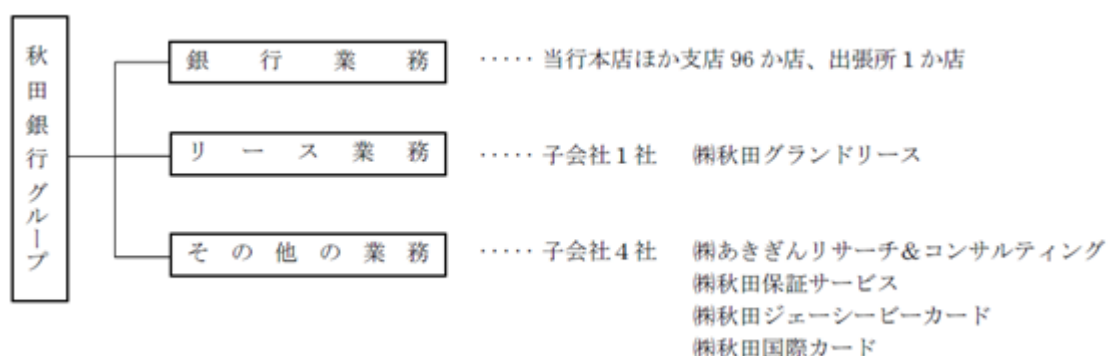 秋田銀行グループ
銀行業務 ‥‥‥ 当行本店ほか支店 96 か店、出張所 1 か店
リース業務 ‥‥‥ 子会社 1 社 ㈱秋田グランドリース
その他の業務 ‥‥‥ 子会社 4 社 ㈱あきぎんリサーチ&コンサルティング
㈱秋田保証サービス
㈱秋田ジェーシービーカード
㈱秋田国際カード